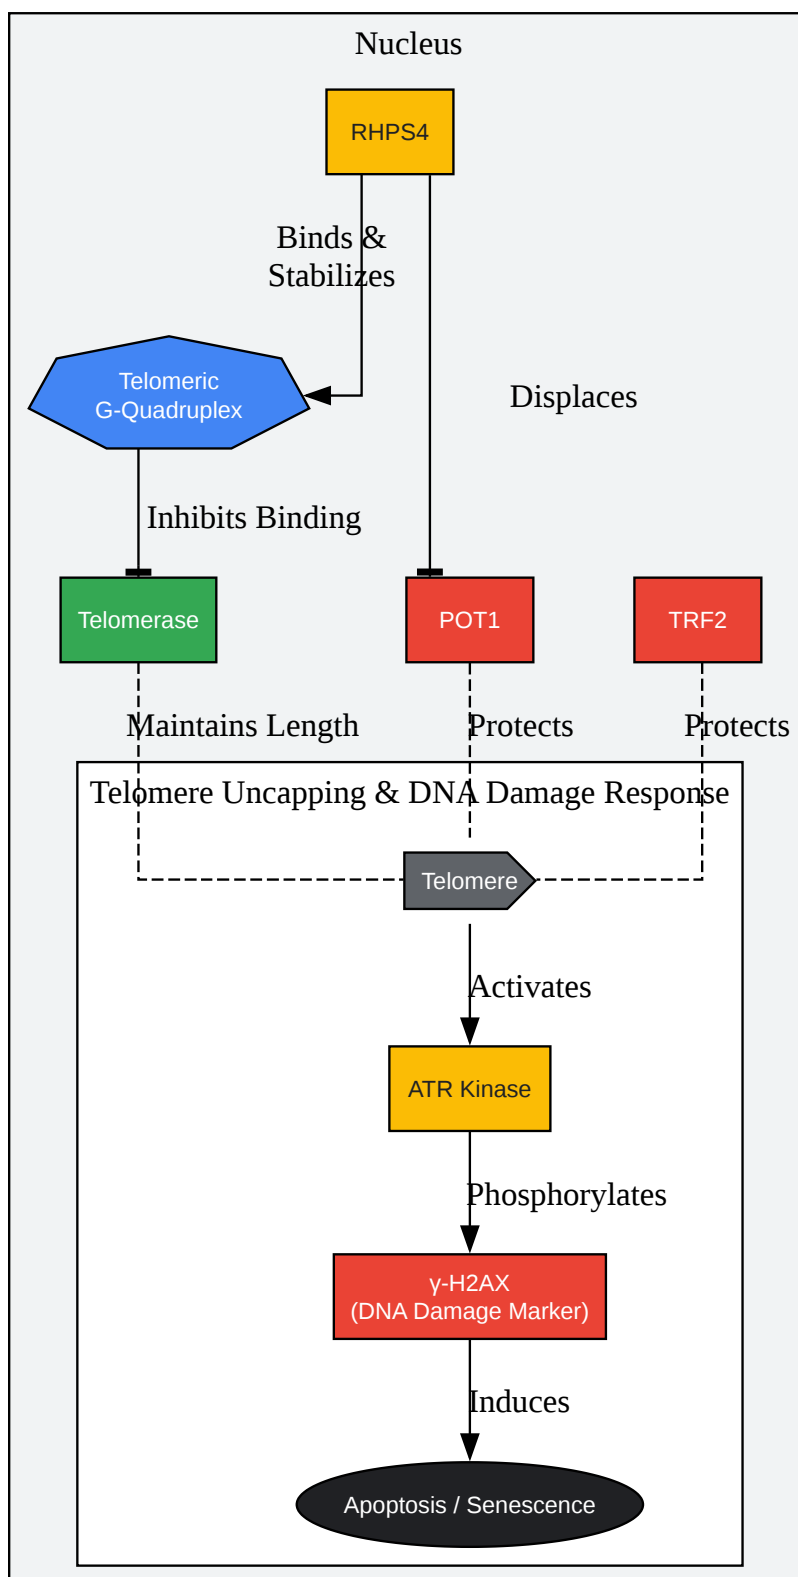 Nucleus
RHPS4
Binds &
Stabilizes
Telomeric
G-Quadruplex
Displaces
Inhibits Binding
Telomerase
POT1
TRF2
Maintains Length
Protects
Protects
Telomere Uncapping & DNA Damage Response
Telomere
Activates
ATR Kinase
Phosphorylates
γ-H2AX
(DNA Damage Marker)
Induces
Apoptosis / Senescence